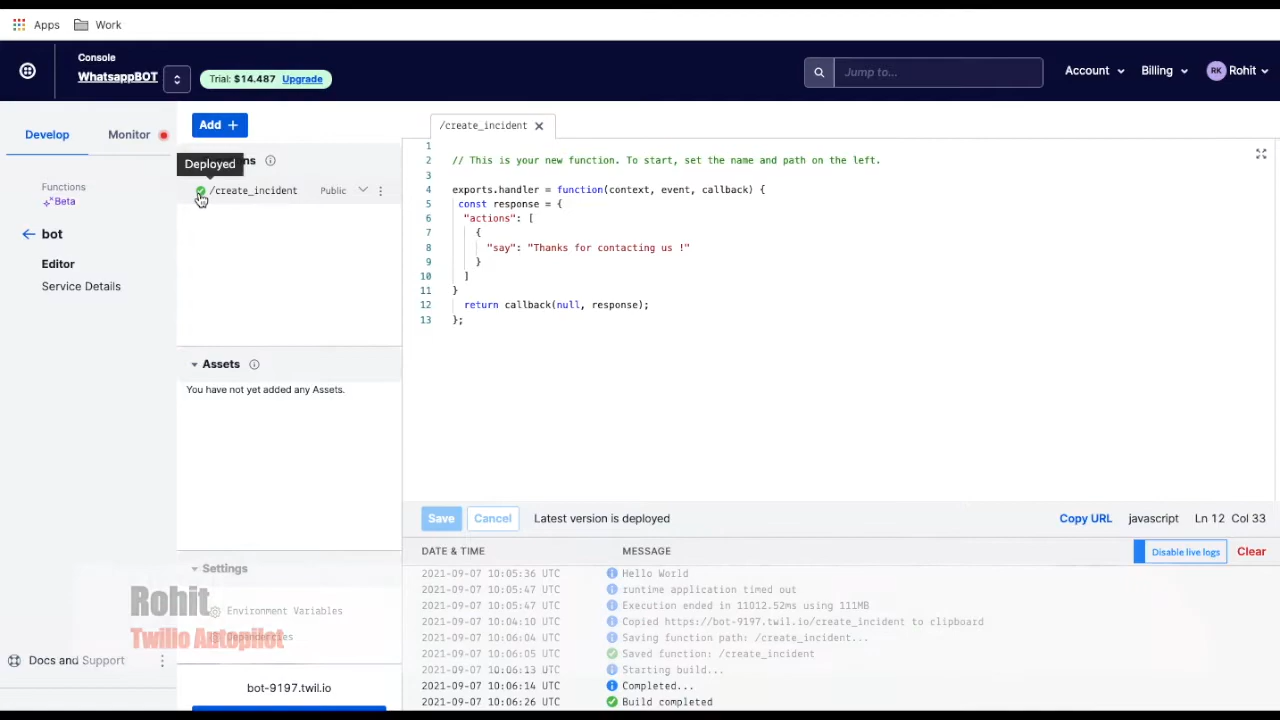 Apps Work
Console
WhatsappBOT
Trial: $14.487 Upgrade
Jump to...
Account
Billing
RK Rohit
Develop
Monitor
Functions
Beta
bot
Editor
Service Details
Docs and Support
Add +
Deployed
/create_incident Public
Assets
You have not yet added any Assets.
Settings
Environment Variables
Dependencies
bot-9197.twil.io
Rohit
Twilio Autopilot
/create_incident
1
2 // This is your new function. To start, set the name and path on the left.
3
4 exports.handler = function(context, event, callback) {
5 const response = {
6 "actions": [
7 {
8 "say": "Thanks for contacting us !"
9 }
10 ]
11 }
12 return callback(null, response);
13 };
Save Cancel Latest version is deployed Copy URL javascript Ln 12 Col 33
DATE & TIME MESSAGE Disable live logs Clear
2021-09-07 10:05:36 UTC Hello World
2021-09-07 10:05:47 UTC runtime application timed out
2021-09-07 10:05:47 UTC Execution ended in 11012.52ms using 111MB
2021-09-07 10:04:10 UTC Copied https://bot-9197.twil.io/create_incident to clipboard
2021-09-07 10:06:04 UTC Saving function path: /create_incident...
2021-09-07 10:06:05 UTC Saved function: /create_incident
2021-09-07 10:06:13 UTC Starting build...
2021-09-07 10:06:14 UTC Completed...
2021-09-07 10:06:26 UTC Build completed